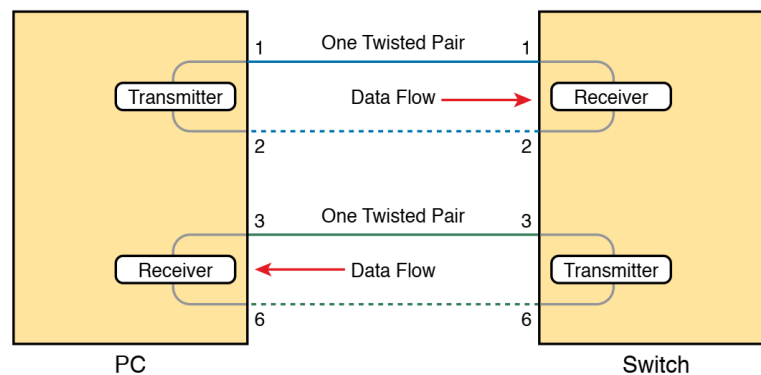 1 One Twisted Pair 1
Transmitter Data Flow Receiver
2 2
3 One Twisted Pair 3
Receiver Data Flow Transmitter
6 6
PC Switch